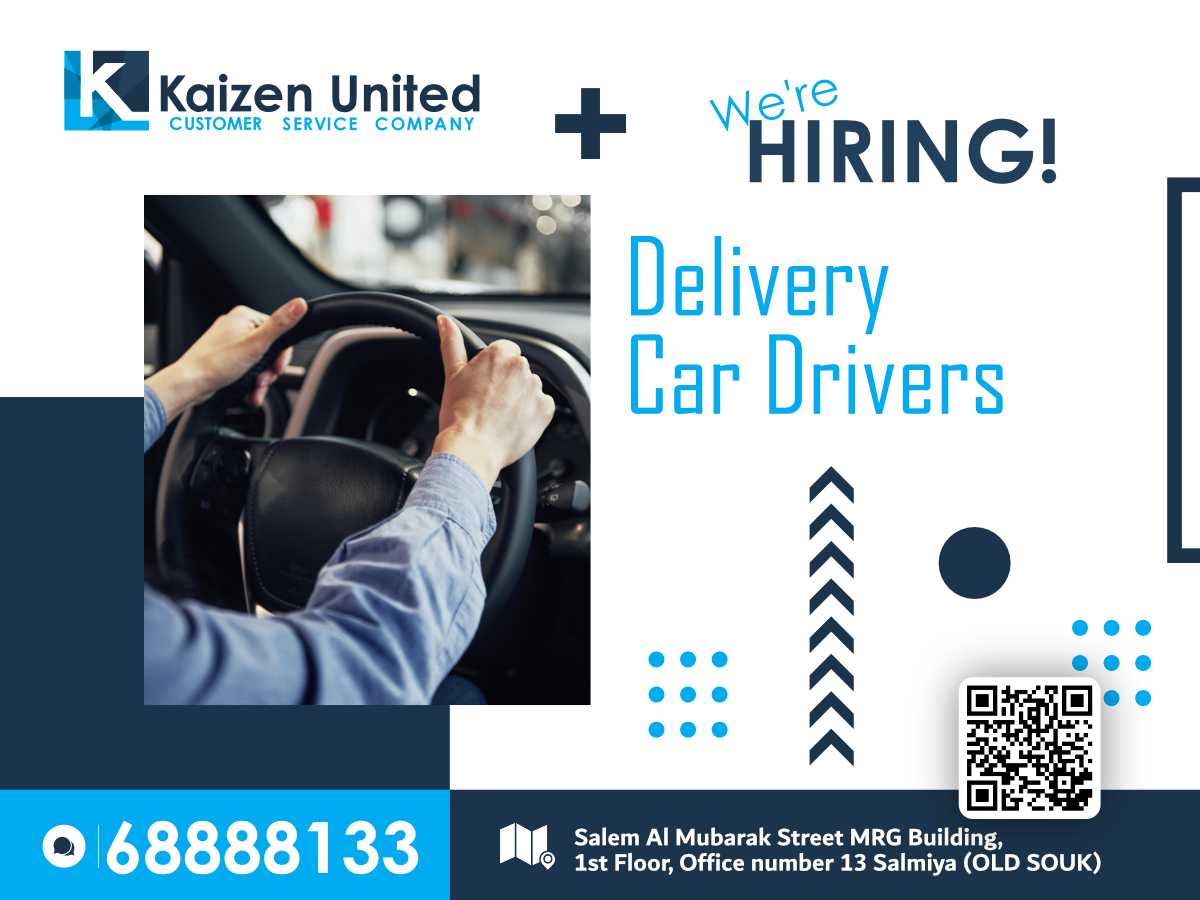 K
Kaizen United
CUSTOMER SERVICE COMPANY
We're
HIRING!
Delivery
Car Drivers
68888133
Salem Al Mubarak Street MRG Building,
1st Floor, Office number 13 Salmiya (OLD SOUK)